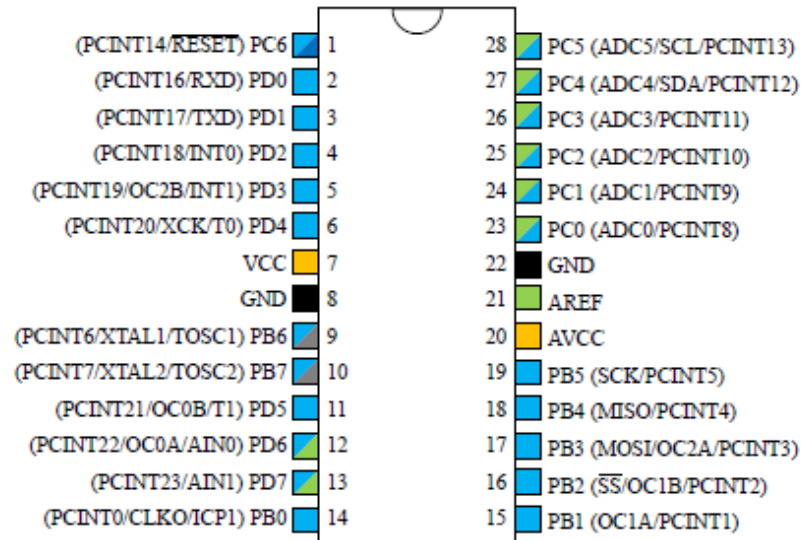 (PCINT14/RESET) PC6 1 28 PC5 (ADC5/SCL/PCINT13)
(PCINT16/RXD) PD0 2 27 PC4 (ADC4/SDA/PCINT12)
(PCINT17/TXD) PD1 3 26 PC3 (ADC3/PCINT11)
(PCINT18/INT0) PD2 4 25 PC2 (ADC2/PCINT10)
(PCINT19/OC2B/INT1) PD3 5 24 PC1 (ADC1/PCINT9)
(PCINT20/XCK/T0) PD4 6 23 PC0 (ADC0/PCINT8)
VCC 7 22 GND
GND 8 21 AREF
(PCINT6/XTAL1/TOSC1) PB6 9 20 AVCC
(PCINT7/XTAL2/TOSC2) PB7 10 19 PB5 (SCK/PCINT5)
(PCINT21/OC0B/T1) PD5 11 18 PB4 (MISO/PCINT4)
(PCINT22/OC0A/AIN0) PD6 12 17 PB3 (MOSI/OC2A/PCINT3)
(PCINT23/AIN1) PD7 13 16 PB2 (SS/OC1B/PCINT2)
(PCINT0/CLKO/ICP1) PB0 14 15 PB1 (OC1A/PCINT1)